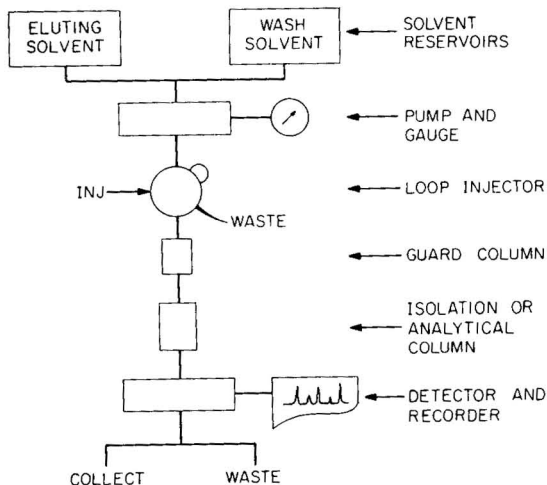 ELUTING
SOLVENT
WASH
SOLVENT
SOLVENT
RESERVOIRS
PUMP AND
GAUGE
INJ
LOOP INJECTOR
WASTE
GUARD COLUMN
ISOLATION OR
ANALYTICAL
COLUMN
DETECTOR AND
RECORDER
COLLECT
WASTE